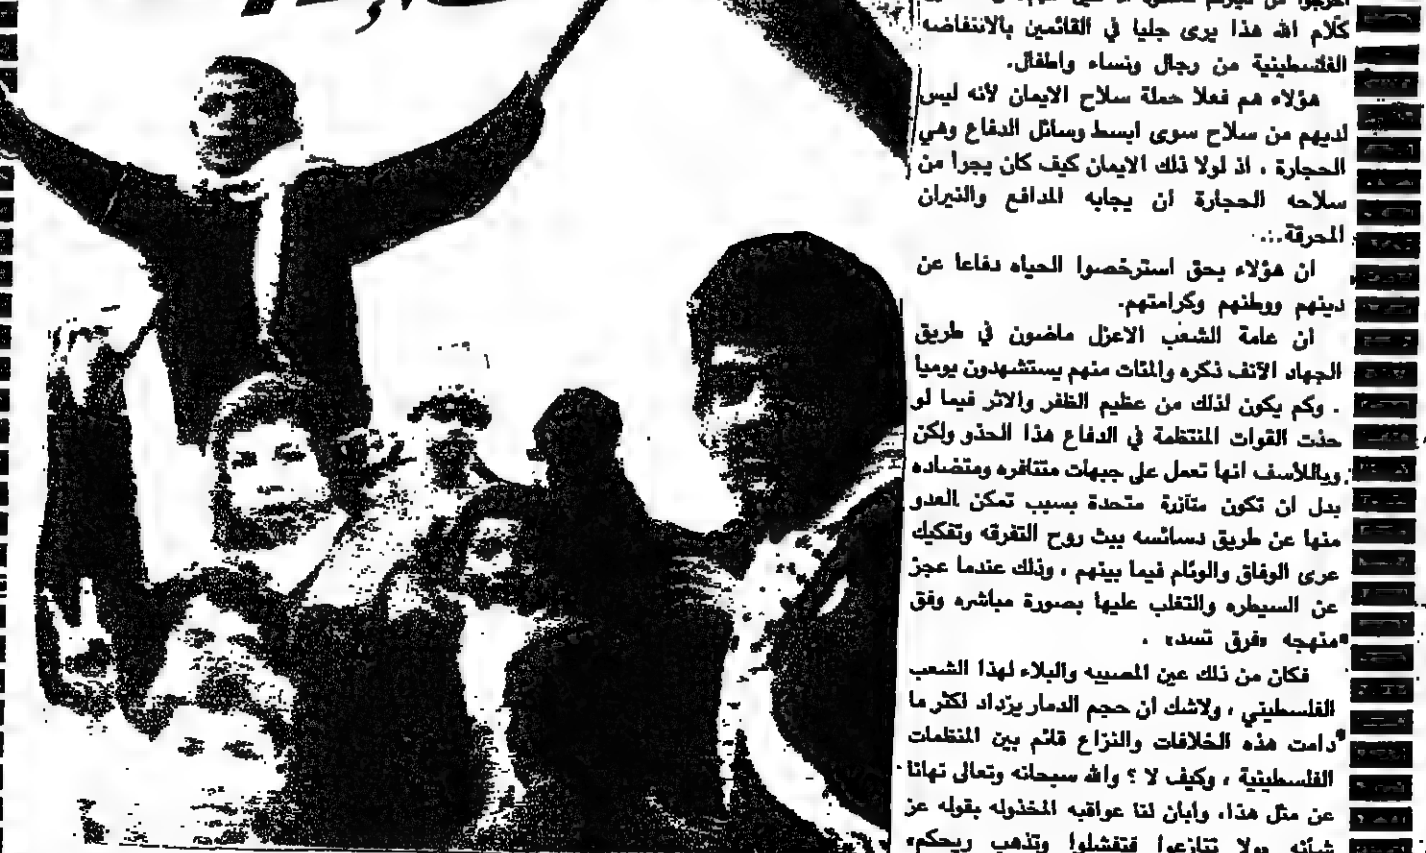 كلام الله هذا يرى جليا في القائمين بالانتفاضه
الفلسطينية من رجال ونساء واطفال.
هؤلاء هم فعلا حملة سلاح الايمان لأنه ليس
لديهم من سلاح سوى ابسط وسائل الدفاع وهي
الحجارة ، اذ لولا ذلك الايمان كيف كان يجرأ من
سلاحه الحجارة ان يجابه المدافع والنيران
المحرقة..
ان هؤلاء بحق استرخصوا الحياه دفاعا عن
دينهم ووطنهم وكرامتهم.
ان عامة الشعب الاعزل ماضون في طريق
الجهاد الآنف ذكره والمئات منهم يستشهدون يوميا
. وكم يكون لذلك من عظيم الظفر والاثر فيما لو
حذت القوات المنتظمة في الدفاع هذا الحذو ولكن
وياللأسف انها تعمل على جبهات متنافره ومتضاده
بدل ان تكون متآزرة متحدة بسبب تمكن العدو
منها عن طريق دسائسه ببث روح التفرقه وتفكيك
عرى الوفاق والوئام فيما بينهم ، وذلك عندما عجز
عن السيطره والتغلب عليها بصورة مباشره وفق
منهجه «فرق تسد» .
فكان من ذلك عين المصيبه والبلاء لهذا الشعب
الفلسطيني ، ولاشك ان حجم الدمار يزداد لكثر ما
دامت هذه الخلافات والنزاع قائم بين المنظمات
الفلسطينية ، وكيف لا ؟ والله سبحانه وتعالى نهانا
عن مثل هذا، وابان لنا عواقبه المخذوله بقوله عز
شأنه «ولا تنازعوا فتفشلوا وتذهب ريحكم»